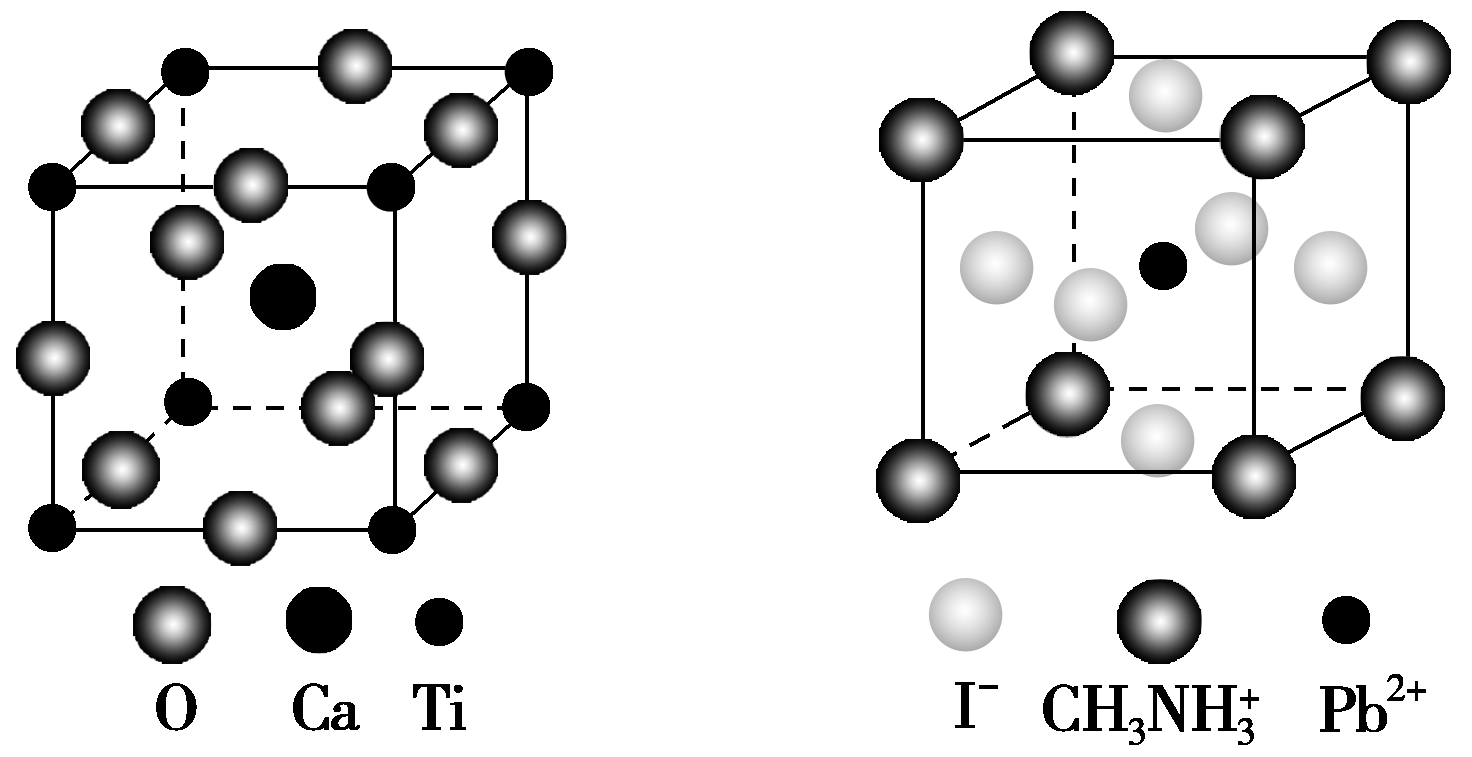 O Ca Ti
I⁻ CH₃NH₃⁺ Pb²⁺